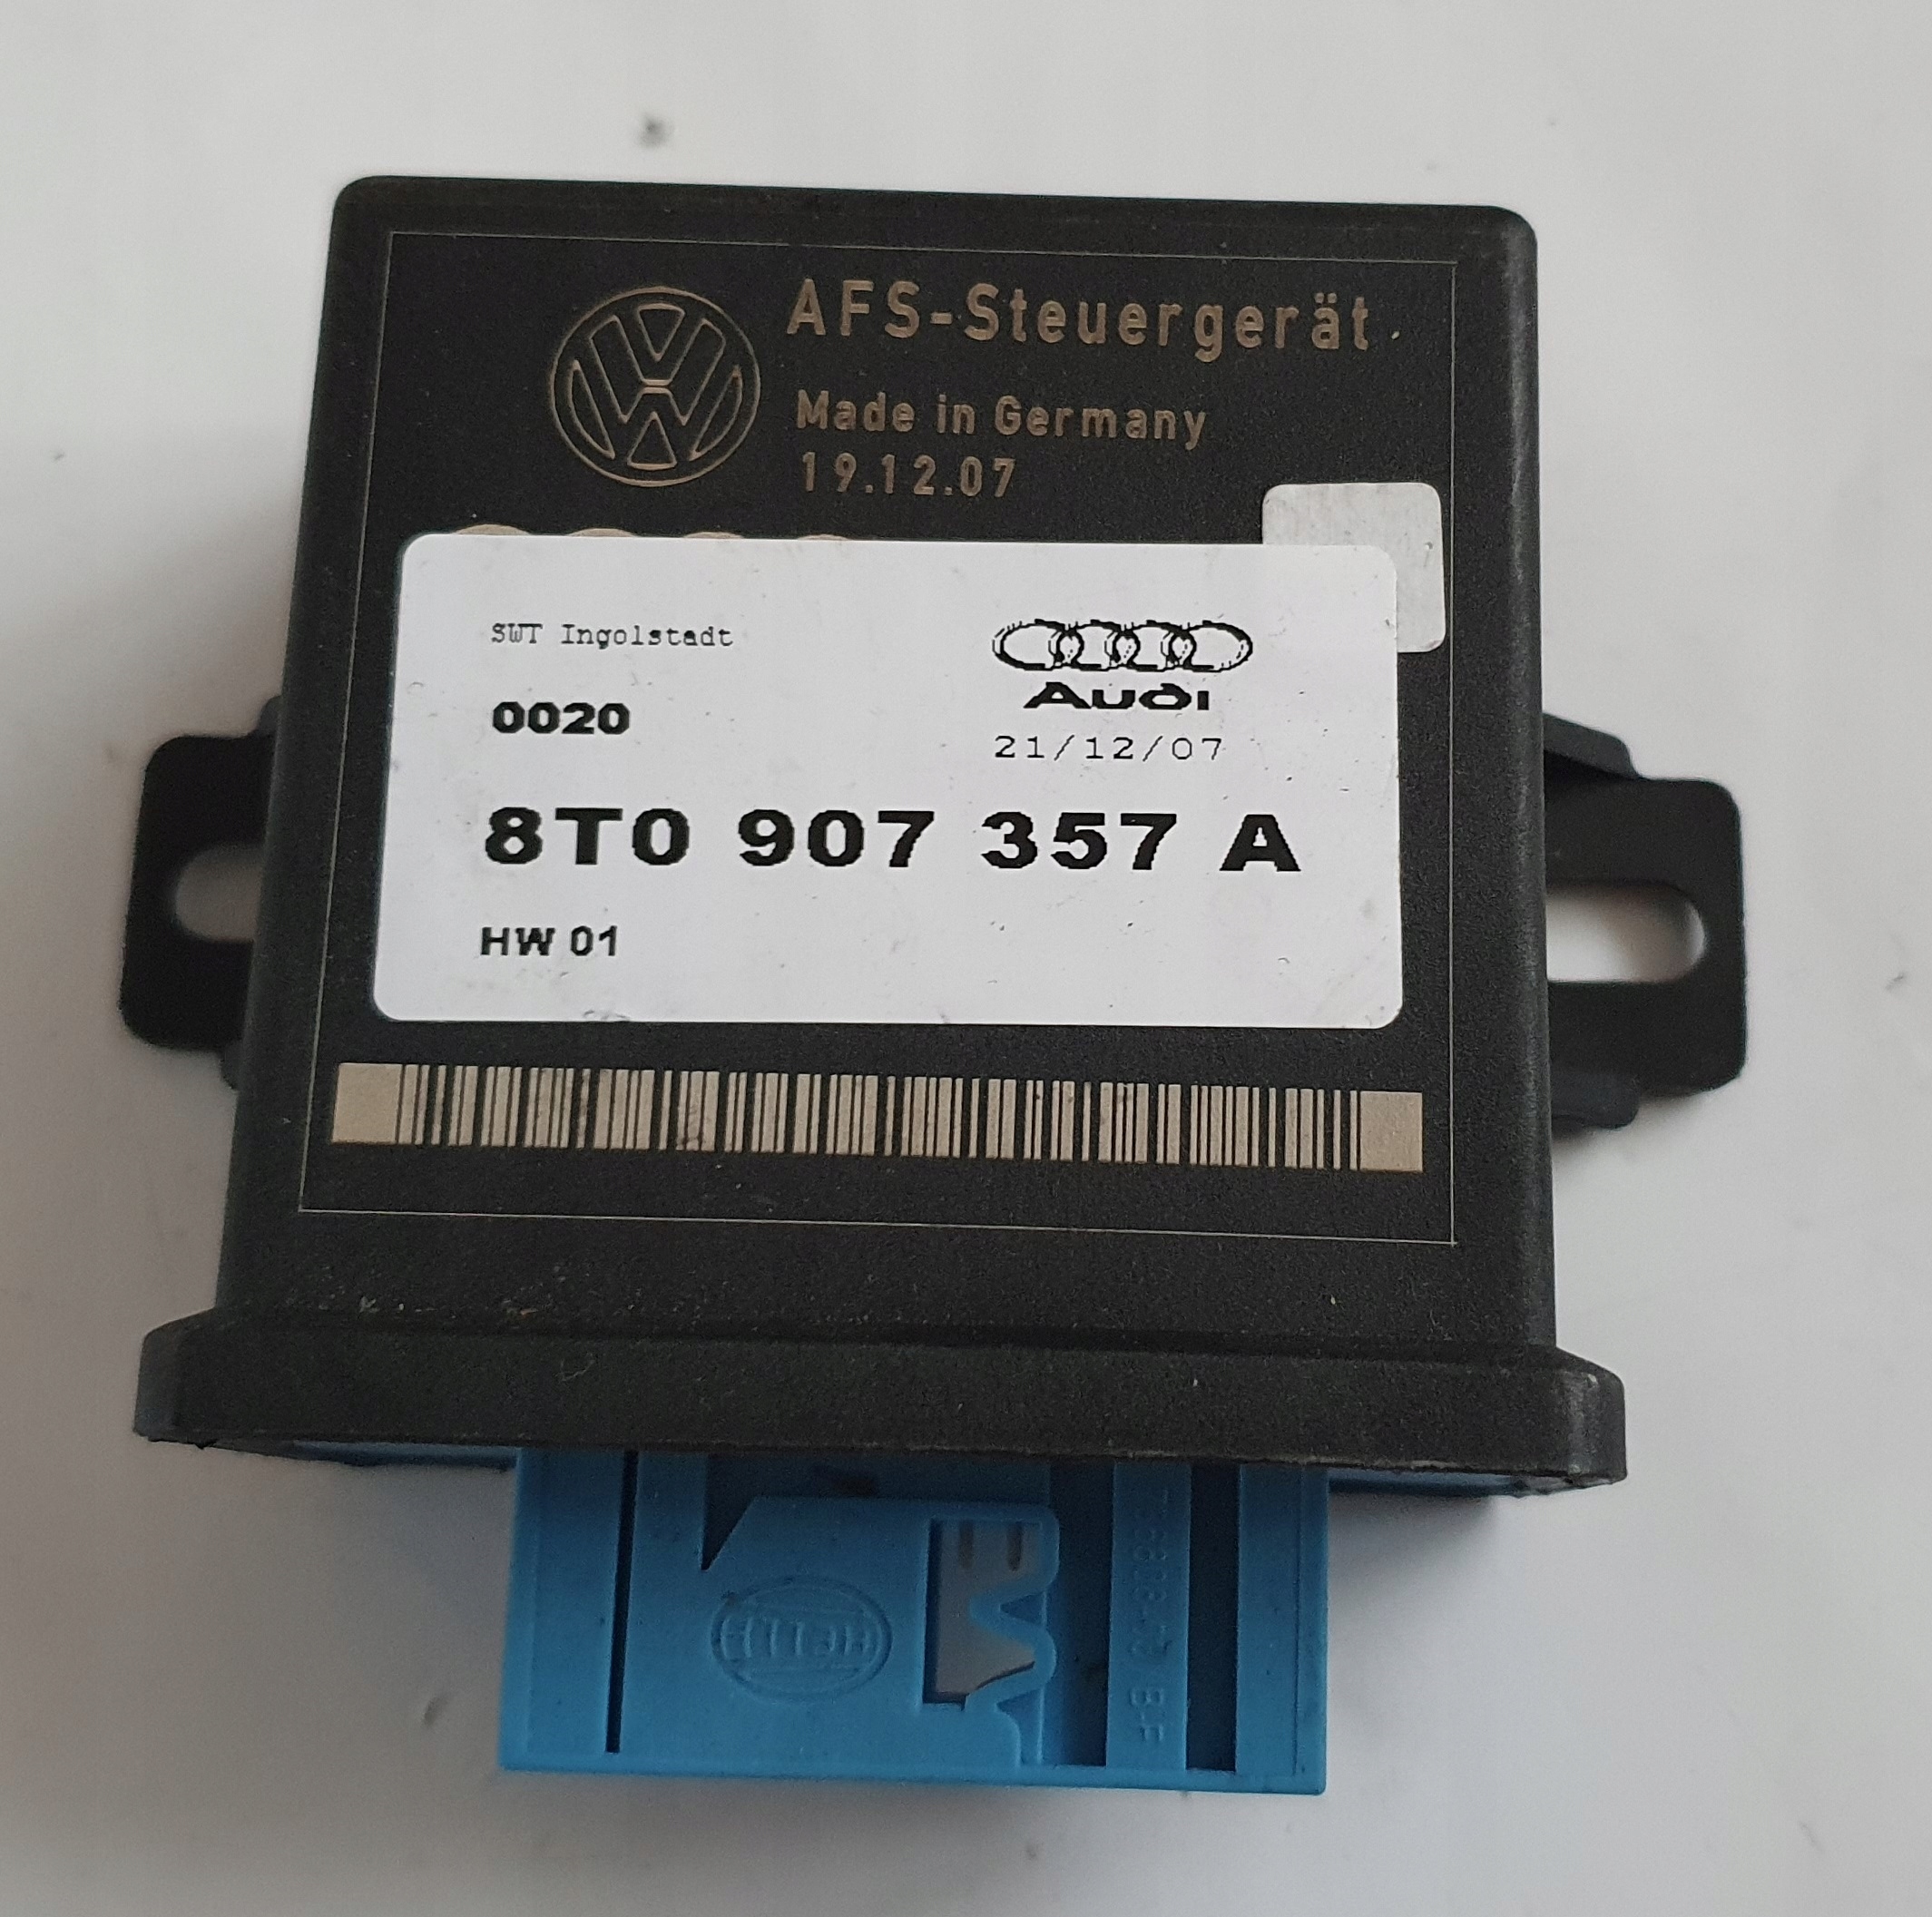 AFS-Steuergerät
Made in Germany
19.12.07
SWT Ingolstadt
Audi
0020
21/12/07
8T0 907 357 A
HW 01
HELLA